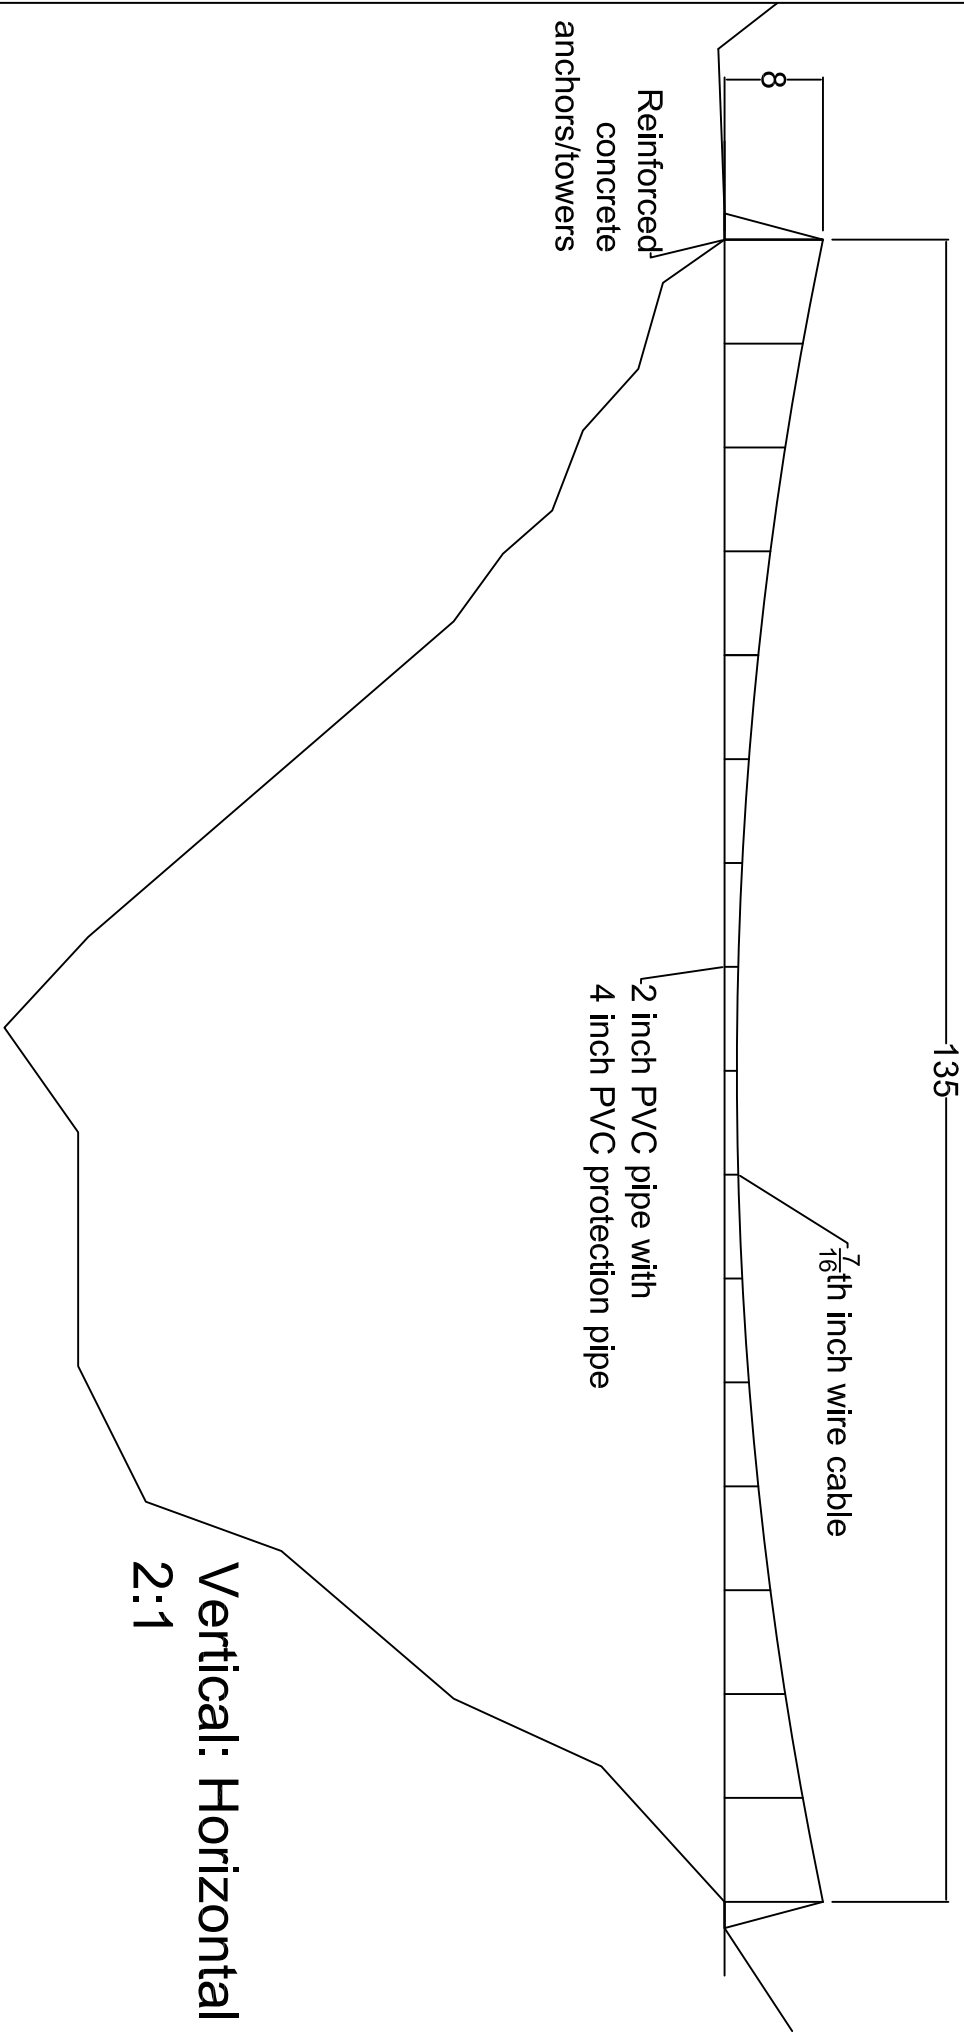 135
8
7/16th inch wire cable
Reinforced
concrete
anchors/towers
2 inch PVC pipe with
4 inch PVC protection pipe
Vertical: Horizontal
2:1